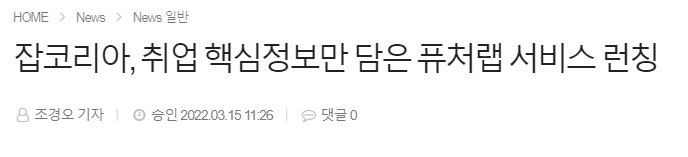 HOME > News > News 일반
잡코리아, 취업 핵심정보만 담은 퓨처랩 서비스 런칭
조경오 기자 | 승인 2022.03.15 11:26 | 댓글 0